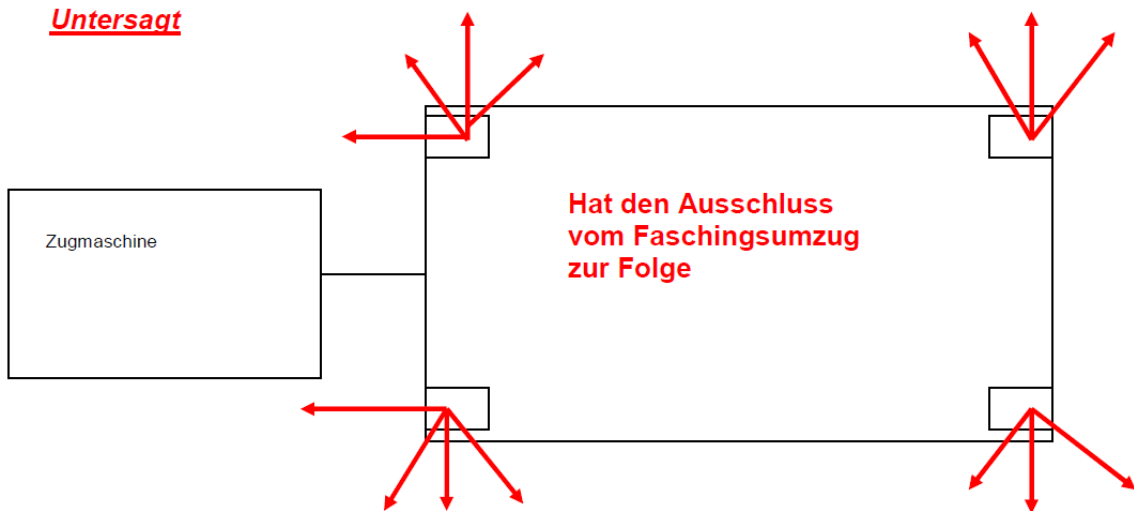 Untersagt
Zugmaschine
Hat den Ausschluss
vom Faschingsumzug
zur Folge